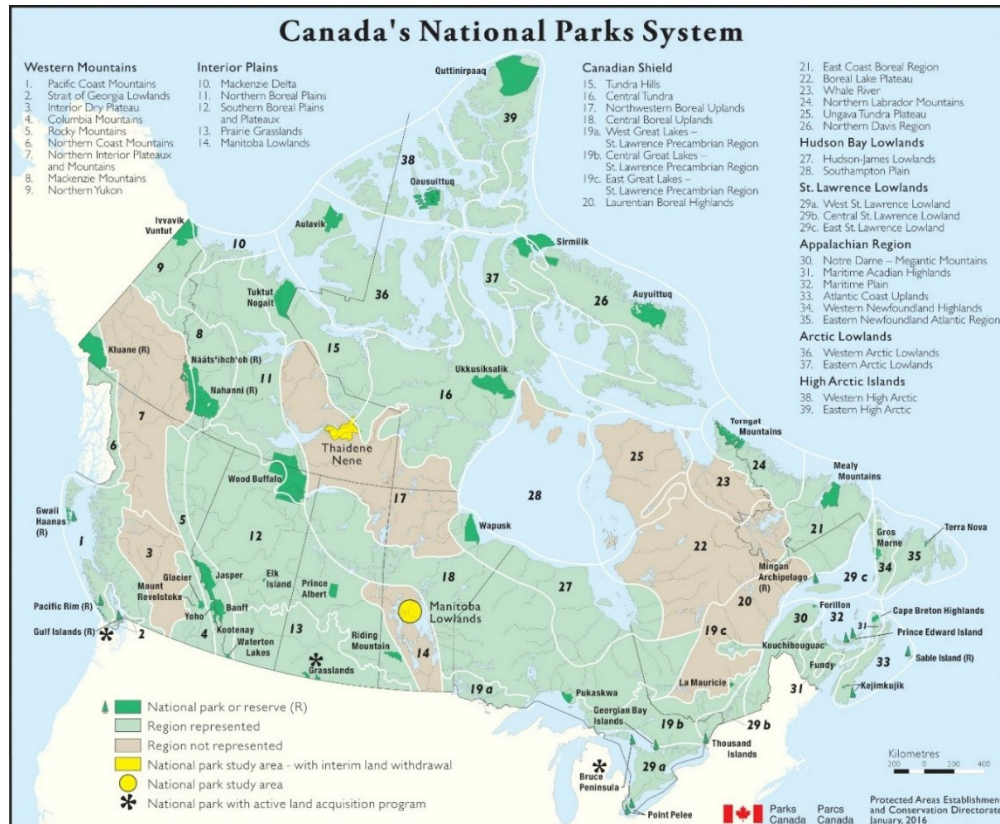 Canada's National Parks System
Western Mountains
1. Pacific Coast Mountains
2. Strait of Georgia Lowlands
3. Interior Dry Plateau
4. Columbia Mountains
5. Rocky Mountains
6. Northern Coast Mountains
7. Northern Interior Plateaux
and Mountains
8. Mackenzie Mountains
9. Northern Yukon
Interior Plains
10. Mackenzie Delta
11. Northern Boreal Plains
12. Southern Boreal Plains
and Plateaux
13. Prairie Grasslands
14. Manitoba Lowlands
Canadian Shield
15. Tundra Hills
16. Central Tundra
17. Northwestern Boreal Uplands
18. Central Boreal Uplands
19a. West Great Lakes –
St. Lawrence Precambrian Region
19b. Central Great Lakes –
St. Lawrence Precambrian Region
19c. East Great Lakes –
St. Lawrence Precambrian Region
20. Laurentian Boreal Highlands
21. East Coast Boreal Region
22. Boreal Lake Plateau
23. Whale River
24. Northern Labrador Mountains
25. Ungava Tundra Plateau
26. Northern Davis Region
Hudson Bay Lowlands
27. Hudson-James Lowlands
28. Southampton Plain
St. Lawrence Lowlands
29a. West St. Lawrence Lowland
29b. Central St. Lawrence Lowland
29c. East St. Lawrence Lowland
Appalachian Region
30. Notre Dame – Megantic Mountains
31. Maritime Acadian Highlands
32. Maritime Plain
33. Atlantic Coast Uplands
34. Western Newfoundland Highlands
35. Eastern Newfoundland Atlantic Region
Arctic Lowlands
36. Western Arctic Lowlands
37. Eastern Arctic Lowlands
High Arctic Islands
38. Western High Arctic
39. Eastern High Arctic
Quttinirpaaq
39
38
Qausuittuq
Ivvavik
Vuntut
Aulavik
10
Sirmilik
9
37
36
26
Tuktut
Nogait
Auyuittuq
8
15
Kluane (R)
Nááts'ihch'oh (R)
11
Ukkusiksalik
Nahanni (R)
16
7
Torngat
Mountains
Thaidene
Nene
6
25
24
Mealy
Mountains
Wood Buffalo
23
17
28
Gwaii
Haanas (R)
5
Wapusk
21
Terra Nova
1
12
Gros
Morne
35
3
22
34
Mingan
Archipelago
(R)
29 c
Glacier
Jasper
Elk
Island
Prince
Albert
18
27
Mount
Revelstoke
20
Forillon
Pacific Rim (R)
Yoho
Banff
Manitoba
Lowlands
30
32
Cape Breton Highlands
Gulf Islands (R)
Kootenay
13
19 c
31
Prince Edward Island
2
4
Waterton
Lakes
Riding
Mountain
14
Kouchibouguac
33
Sable Island (R)
Grasslands
Fundy
19 a
La Mauricie
31
Kejimkujik
Pukaskwa
Georgian Bay
Islands
19 b
29 b
Thousand
Islands
29 a
Bruce
Peninsula
Point Pelee
National park or reserve (R)
Region represented
Region not represented
National park study area - with interim land withdrawal
National park study area
National park with active land acquisition program
Kilometres
200 0 200 400
Parks
Canada
Parcs
Canada
Protected Areas Establishment
and Conservation Directorate
January, 2016